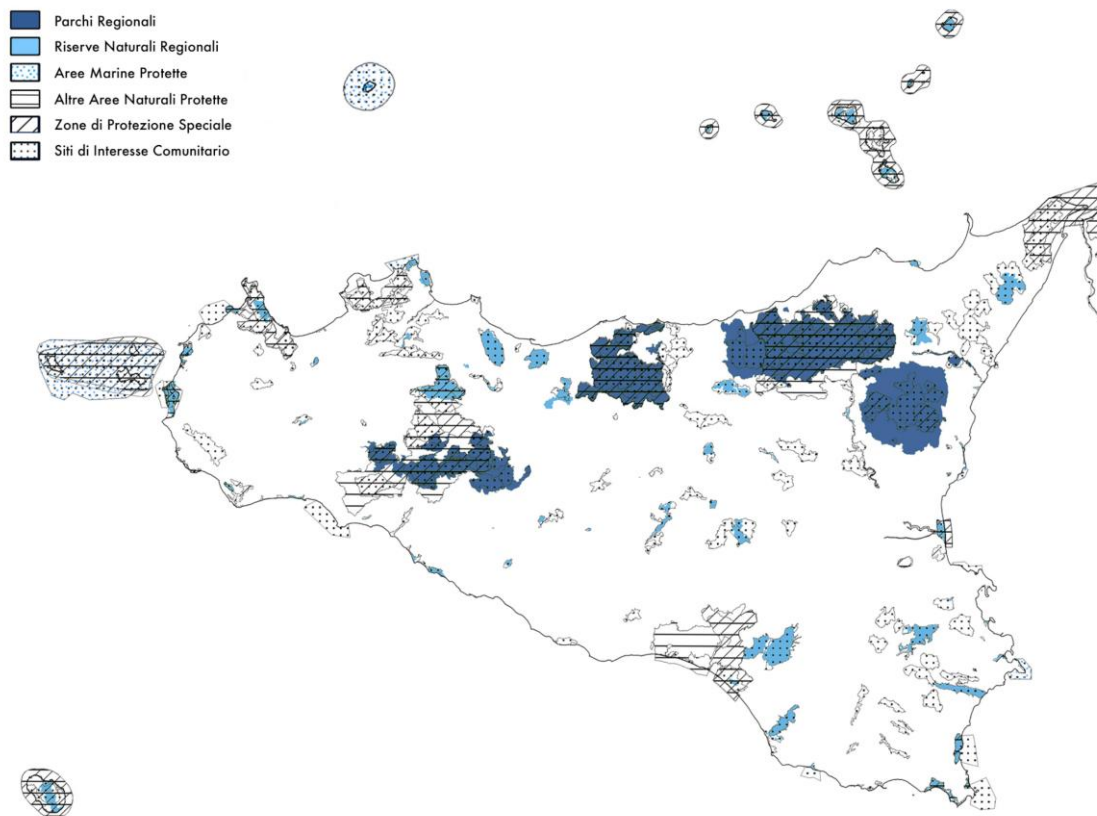 Parchi Regionali
Riserve Naturali Regionali
Aree Marine Protette
Altre Aree Naturali Protette
Zone di Protezione Speciale
Siti di Interesse Comunitario